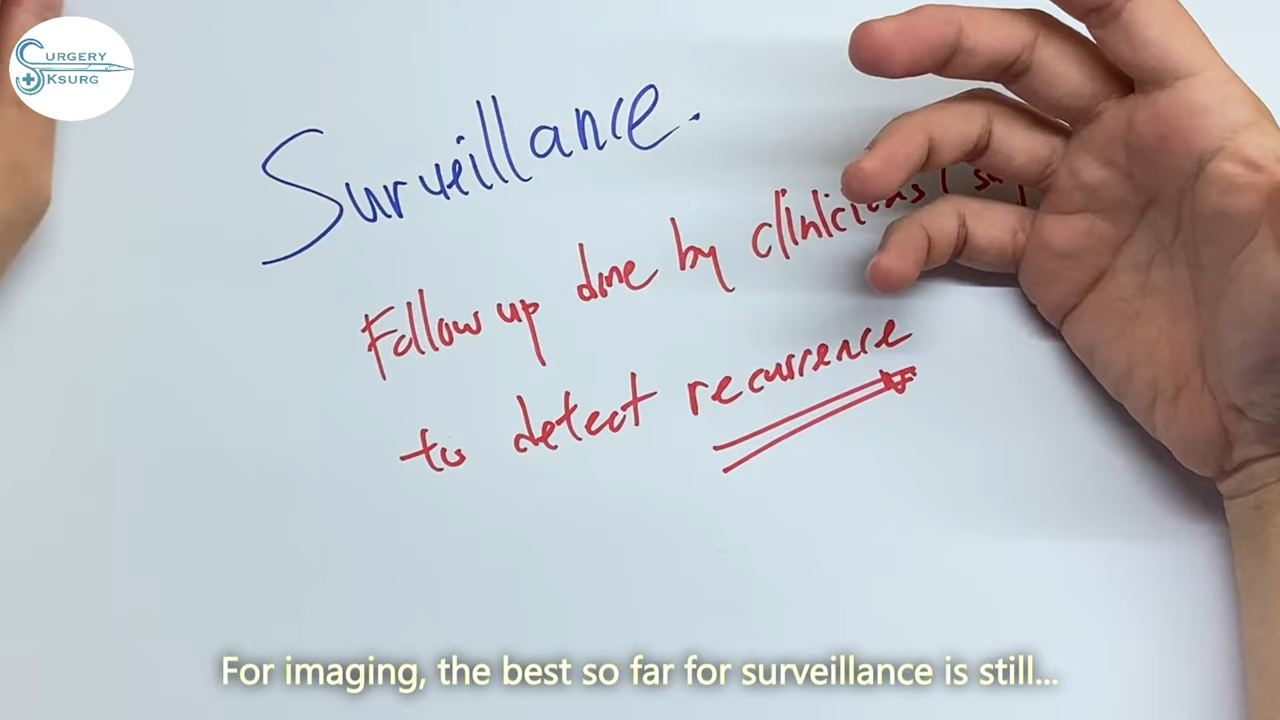 SURGERY
SKSURG
Surveillance.
Follow up done by
to detect recurrence
For imaging, the best so far for surveillance is still...